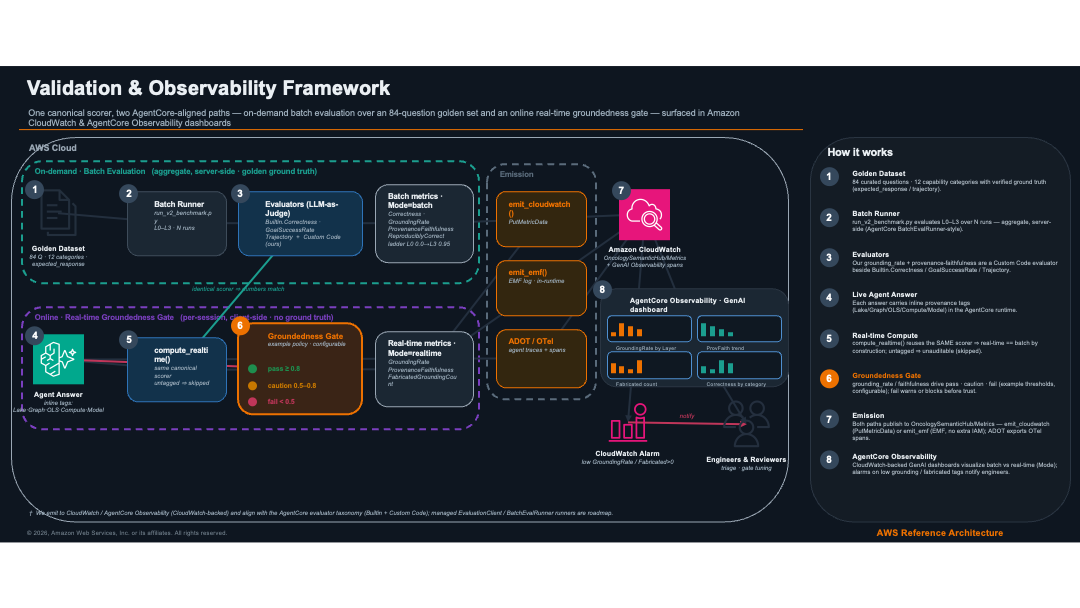 Validation & Observability Framework
One canonical scorer, two AgentCore-aligned paths — on-demand batch evaluation over an 84-question golden set and an online real-time groundedness gate — surfaced in Amazon
CloudWatch & AgentCore Observability dashboards
AWS Cloud
On-demand · Batch Evaluation (aggregate, server-side · golden ground truth)
1
Golden Dataset
84 Q · 12 categories ·
expected_response
2
Batch Runner
run_v2_benchmark.p
y
L0–L3 · N runs
3
Evaluators (LLM-as-
Judge)
Builtin.Correctness ·
GoalSuccessRate
Trajectory + Custom Code
(ours)
Batch metrics ·
Mode=batch
Correctness ·
GroundingRate
ProvenanceFaithfulness
ReproduciblyCorrect
ladder L0 0.0→L3 0.95
identical scorer ⇒ numbers match
Online · Real-time Groundedness Gate (per-session, client-side · no ground truth)
4
Agent Answer
inline tags:
Lake·Graph·OLS·Compute·Model
5
compute_realti
me()
same canonical
scorer
untagged ⇒ skipped
6
Groundedness Gate
example policy · configurable
pass ≥ 0.8
caution 0.5–0.8
fail < 0.5
Real-time metrics ·
Mode=realtime
GroundingRate
ProvenanceFaithfulness
FabricatedGroundingCou
nt
Emission
emit_cloudwatch
()
PutMetricData
emit_emf()
EMF log · in-runtime
ADOT / OTel
agent traces + spans
7
Amazon CloudWatch
OncologySemanticHub/Metrics
+ GenAI Observability spans
8
AgentCore Observability · GenAI
dashboard
GroundingRate by Layer
ProvFaith trend
Fabricated count
Correctness by category
notify
CloudWatch Alarm
low GroundingRate / Fabricated>0
Engineers & Reviewers
triage · gate tuning
† We emit to CloudWatch / AgentCore Observability (CloudWatch-backed) and align with the AgentCore evaluator taxonomy (Builtin + Custom Code); managed EvaluationClient / BatchEvalRunner runners are roadmap.
© 2026, Amazon Web Services, Inc. or its affiliates. All rights reserved.
How it works
1
Golden Dataset
84 curated questions · 12 capability categories with verified ground truth
(expected_response / trajectory).
2
Batch Runner
run_v2_benchmark.py evaluates L0–L3 over N runs — aggregate, server-
side (AgentCore BatchEvalRunner-style).
3
Evaluators
Our grounding_rate + provenance-faithfulness are a Custom Code evaluator
beside Builtin.Correctness / GoalSuccessRate / Trajectory.
4
Live Agent Answer
Each answer carries inline provenance tags
(Lake/Graph/OLS/Compute/Model) in the AgentCore runtime.
5
Real-time Compute
compute_realtime() reuses the SAME scorer ⇒ real-time == batch by
construction; untagged ⇒ unauditable (skipped).
6
Groundedness Gate
grounding_rate / faithfulness drive pass · caution · fail (example thresholds,
configurable); fail warns or blocks before trust.
7
Emission
Both paths publish to OncologySemanticHub/Metrics — emit_cloudwatch
(PutMetricData) or emit_emf (EMF, no extra IAM); ADOT exports OTel
spans.
8
AgentCore Observability
CloudWatch-backed GenAI dashboards visualize batch vs real-time (Mode);
alarms on low grounding / fabricated tags notify engineers.
AWS Reference Architecture